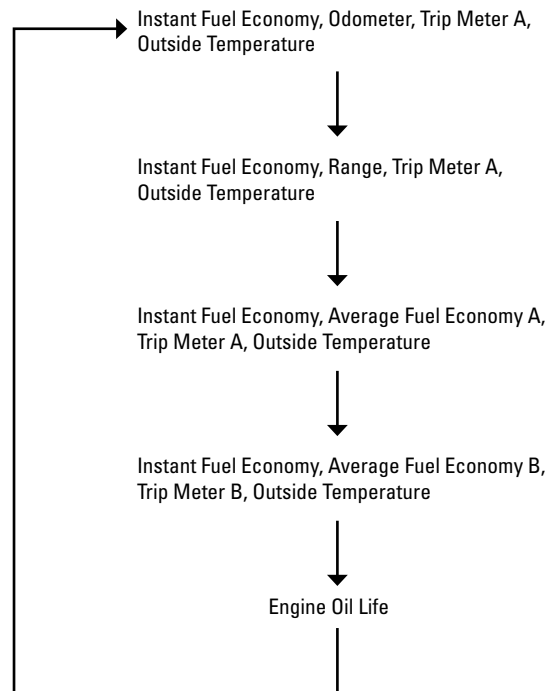 Instant Fuel Economy, Odometer, Trip Meter A,
Outside Temperature
Instant Fuel Economy, Range, Trip Meter A,
Outside Temperature
Instant Fuel Economy, Average Fuel Economy A,
Trip Meter A, Outside Temperature
Instant Fuel Economy, Average Fuel Economy B,
Trip Meter B, Outside Temperature
Engine Oil Life